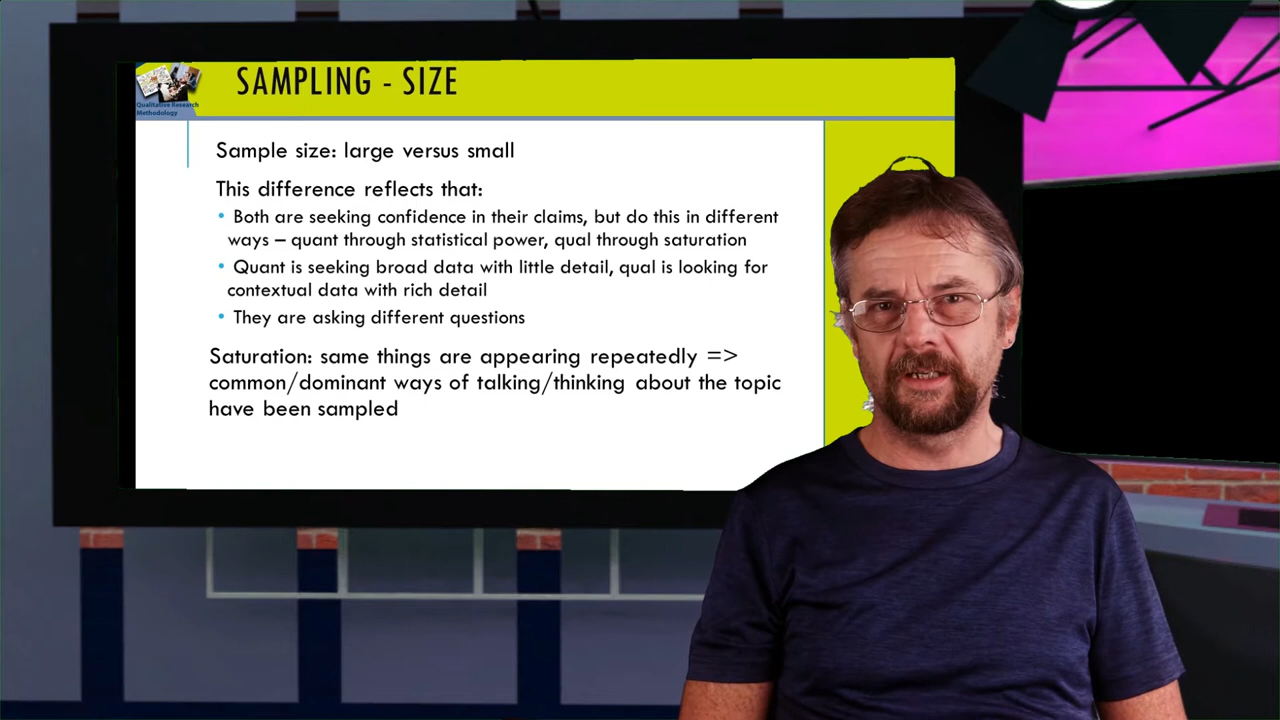 SAMPLING - SIZE
Qualitative Research
Methodology
Sample size: large versus small
This difference reflects that:
• Both are seeking confidence in their claims, but do this in different
ways – quant through statistical power, qual through saturation
• Quant is seeking broad data with little detail, qual is looking for
contextual data with rich detail
• They are asking different questions
Saturation: same things are appearing repeatedly =>
common/dominant ways of talking/thinking about the topic
have been sampled